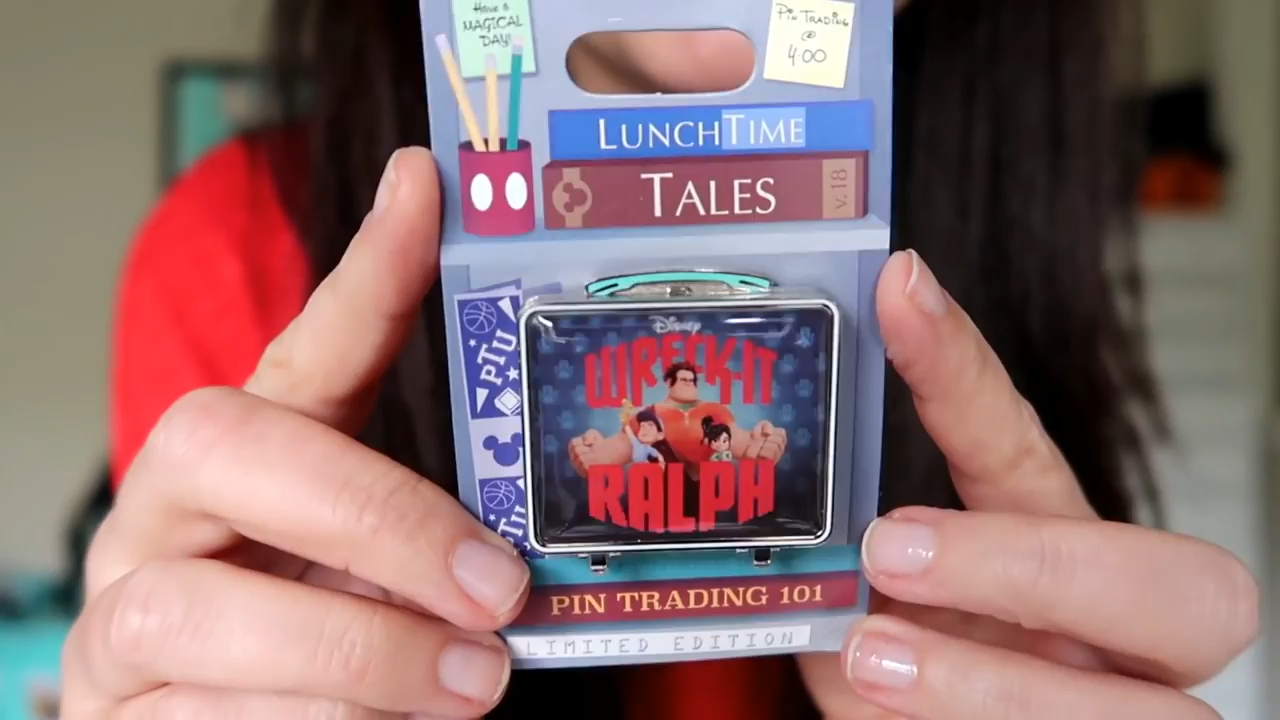 HAVE A
MAGICAL
DAY!
PIN TRADING
@
4:00
LUNCHTIME
TALES
v.18
PTU
Disney
WRECK-IT
RALPH
PTU
PIN TRADING 101
LIMITED EDITION